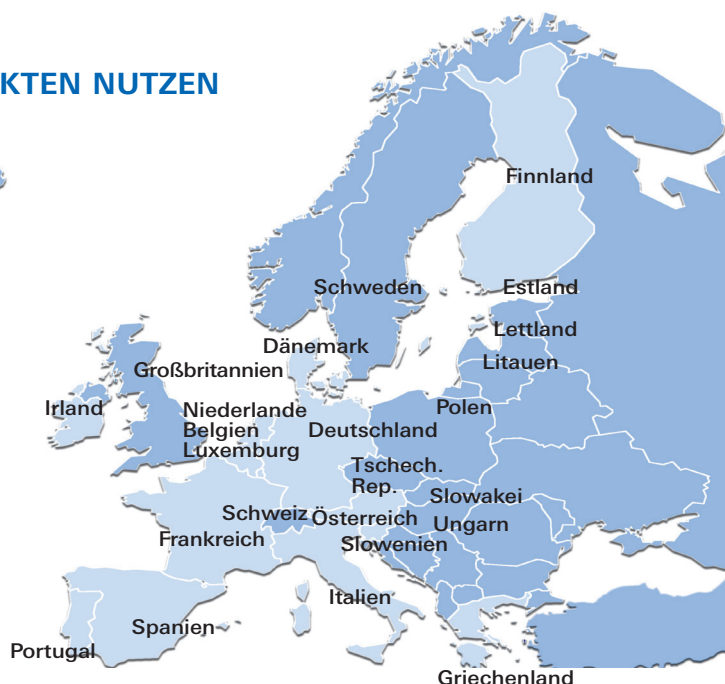 KTEN NUTZEN
Finnland
Schweden
Estland
Lettland
Dänemark
Litauen
Großbritannien
Irland
Niederlande
Belgien
Luxemburg
Polen
Deutschland
Tschech.
Rep.
Slowakei
Schweiz
Österreich
Ungarn
Frankreich
Slowenien
Italien
Spanien
Portugal
Griechenland